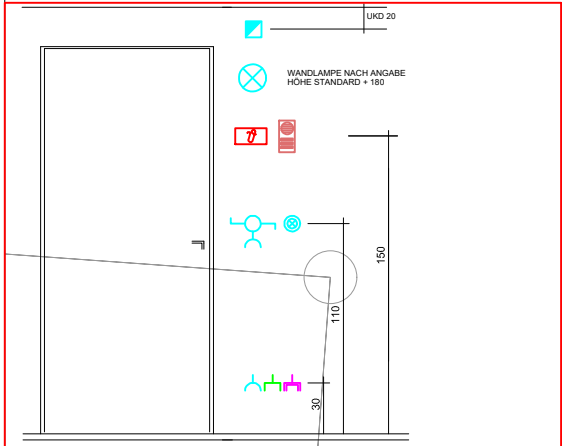 UKD 20
WANDLAMPE NACH ANGABE
HÖHE STANDARD + 180
150
110
30